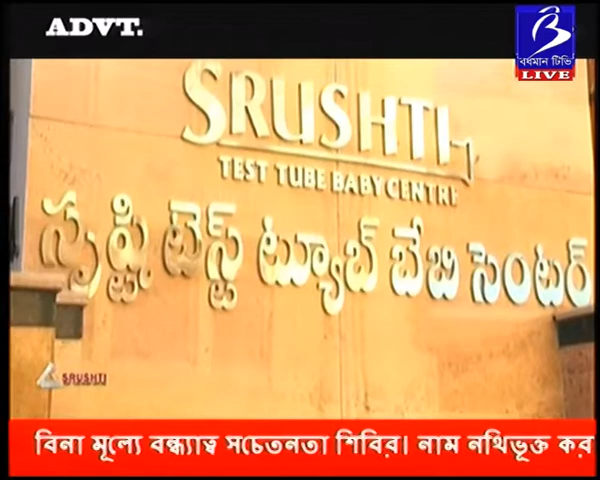 ADVT.
বর্ধমান টিভি
LIVE
SRUSHTI
TEST TUBE BABY CENTRE
సృష్టి టెస్ట్ ట్యూబ్ బేబి సెంటర్
SRUSHTI
বিনা মূল্যে বন্ধ্যাত্ব সচেতনতা শিবির। নাম নথিভূক্ত কর